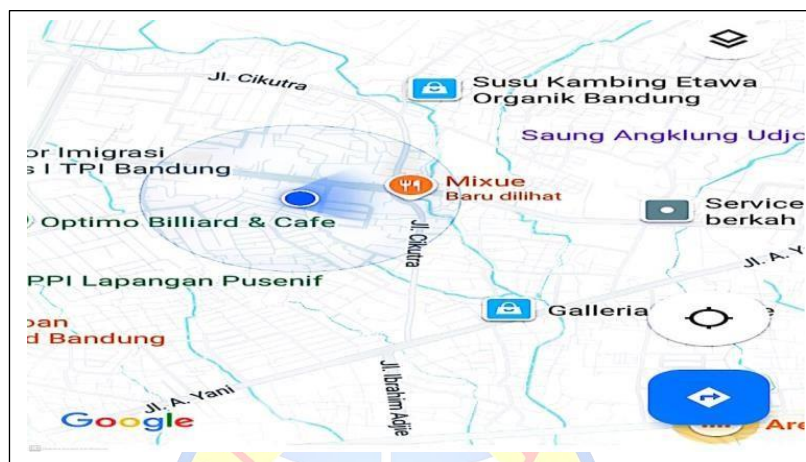 Jl. Cikutra
Susu Kambing Etawa
Organik Bandung
Saung Angklung Udjo
or Imigrasi
s I TPI Bandung
Mixue
Baru dilihat
Service
berkah
Optimo Billiard & Cafe
Jl. Cikutra
Jl. A. Y
PPI Lapangan Pusenif
Galleria
e
ban
d Bandung
Jl. Ibrahim Adjie
Jl. A. Yani
Google
Are